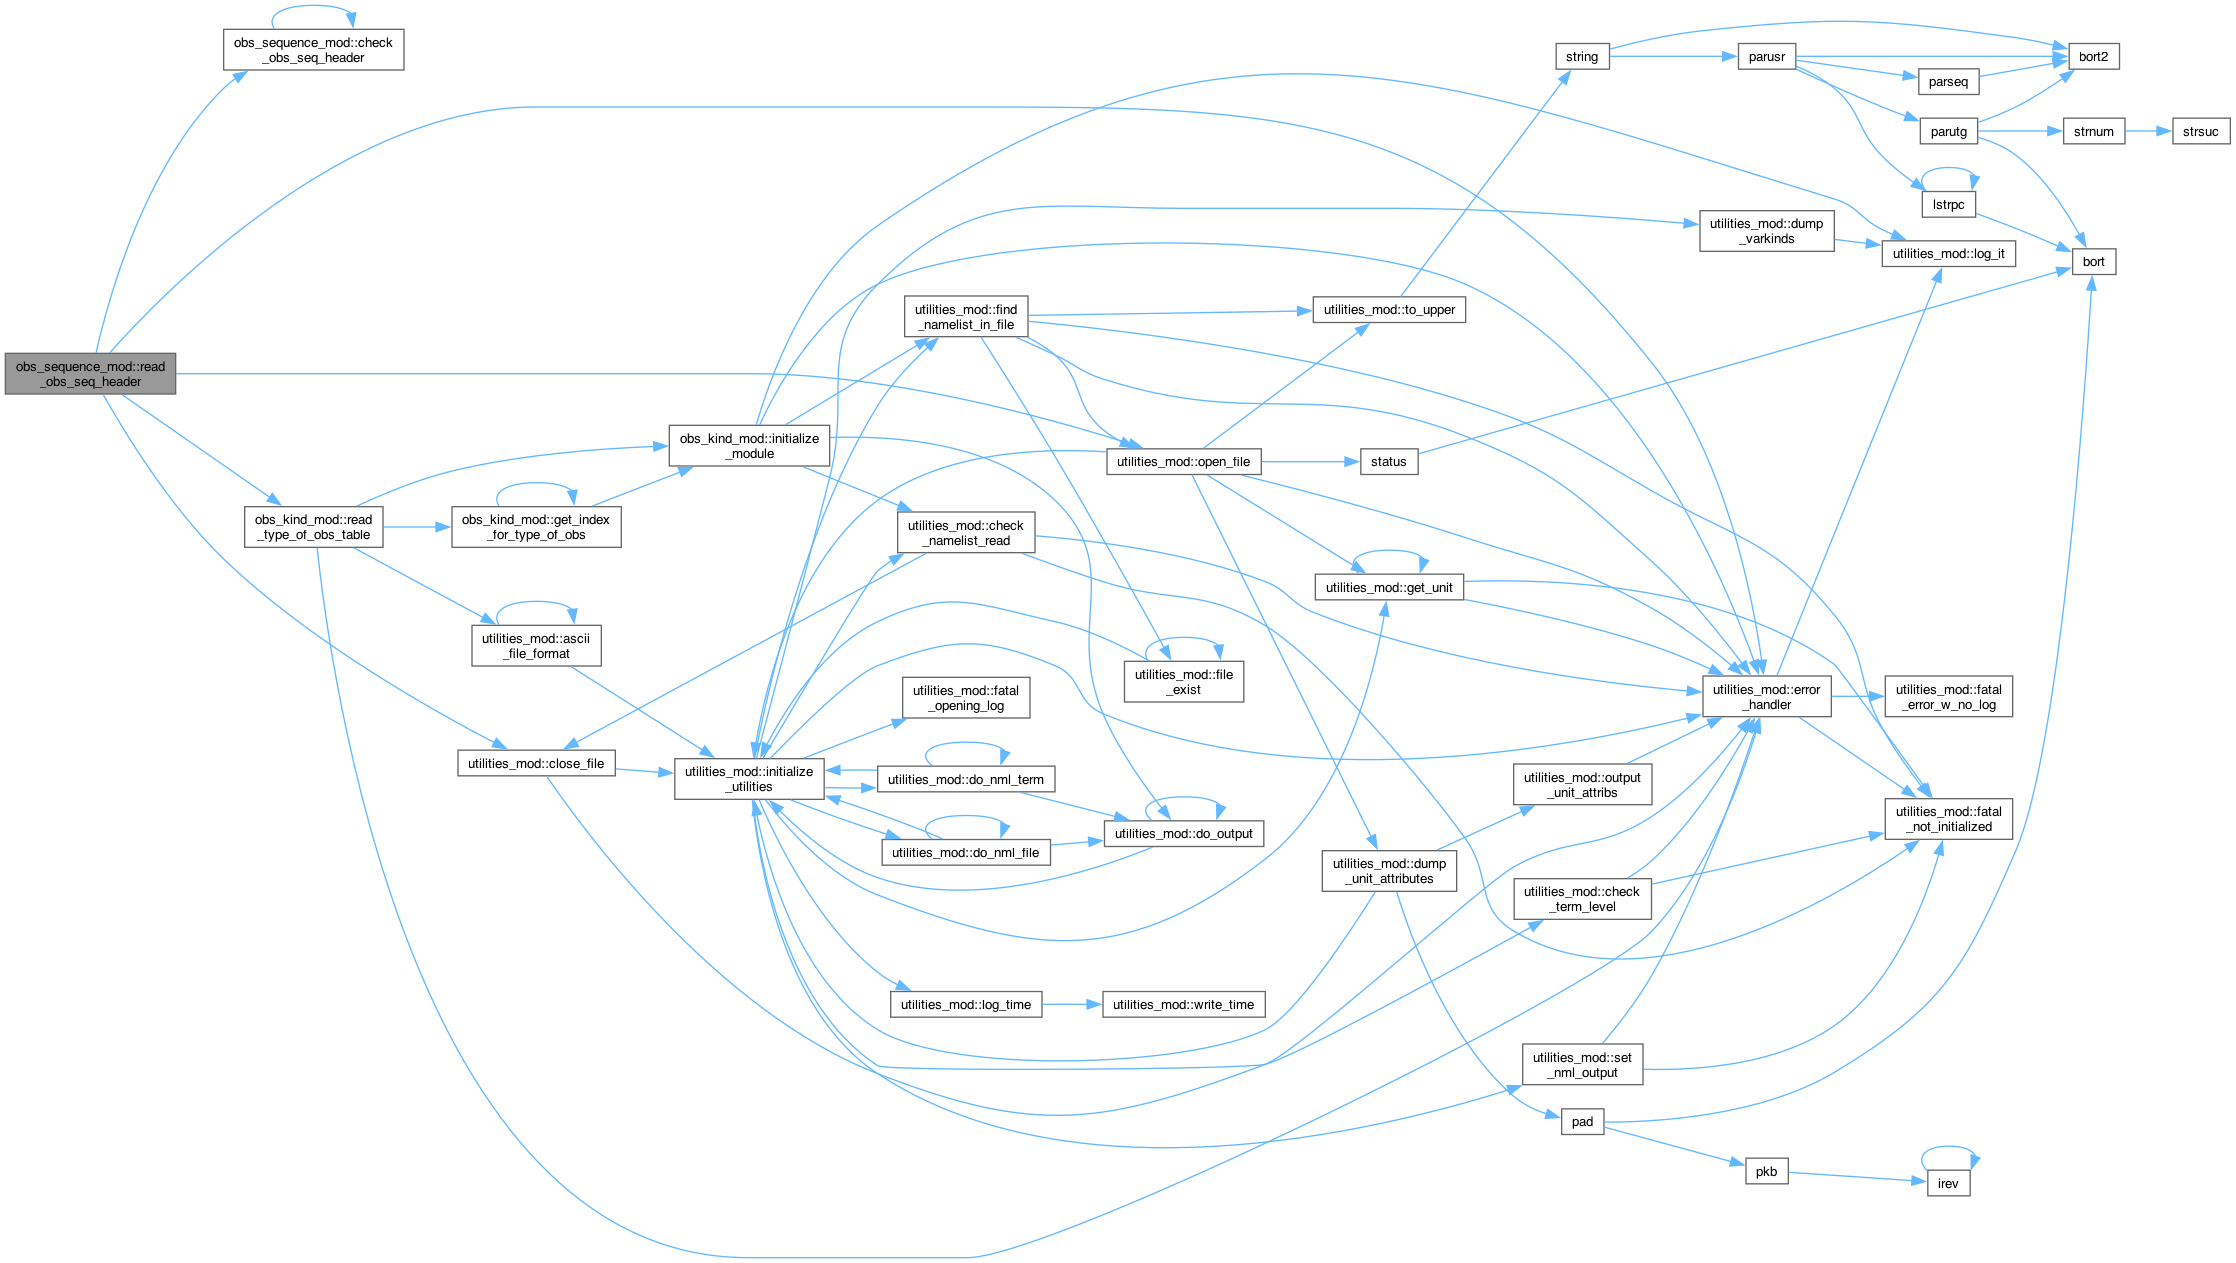 obs_sequence_mod::check
_obs_seq_header
obs_sequence_mod::read
_obs_seq_header
obs_kind_mod::read
_type_of_obs_table
obs_kind_mod::get_index
_for_type_of_obs
utilities_mod::ascii
_file_format
utilities_mod::close_file
obs_kind_mod::initialize
_module
utilities_mod::initialize
_utilities
utilities_mod::find
_namelist_in_file
utilities_mod::check
_namelist_read
utilities_mod::fatal
_opening_log
utilities_mod::do_nml_term
utilities_mod::do_nml_file
utilities_mod::log_time
utilities_mod::open_file
utilities_mod::file
_exist
utilities_mod::do_output
utilities_mod::write_time
utilities_mod::to_upper
status
utilities_mod::get_unit
utilities_mod::dump
_unit_attributes
string
utilities_mod::output
_unit_attribs
utilities_mod::check
_term_level
utilities_mod::set
_nml_output
pad
parusr
utilities_mod::dump
_varkinds
utilities_mod::error
_handler
pkb
parseq
parutg
lstrpc
utilities_mod::log_it
utilities_mod::fatal
_error_w_no_log
utilities_mod::fatal
_not_initialized
irev
bort2
strnum
bort
strsuc